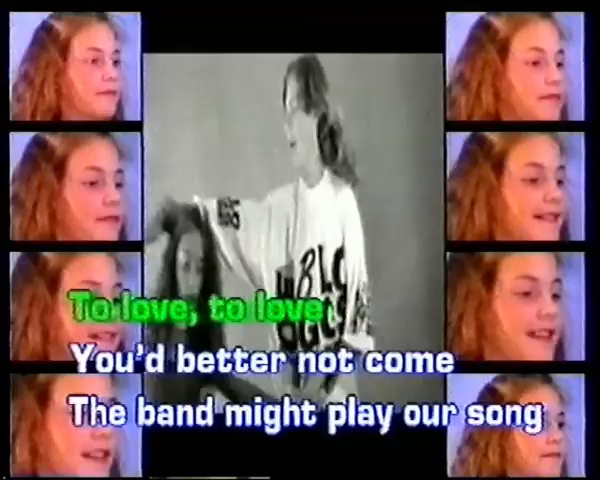 To love, to love
You'd better not come
The band might play our song